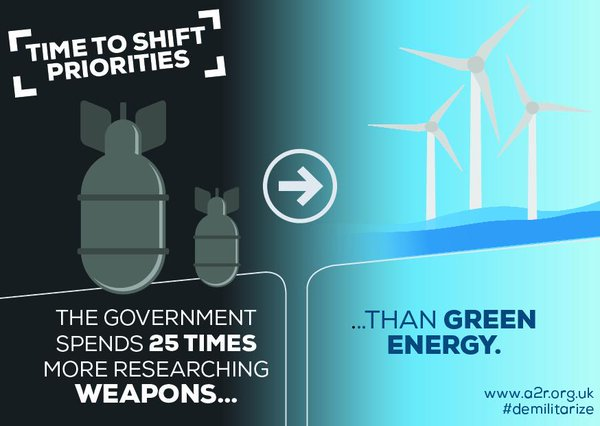 TIME TO SHIFT
PRIORITIES
THE GOVERNMENT
SPENDS 25 TIMES
MORE RESEARCHING
WEAPONS...
...THAN GREEN
ENERGY.
www.a2r.org.uk
#demilitarize